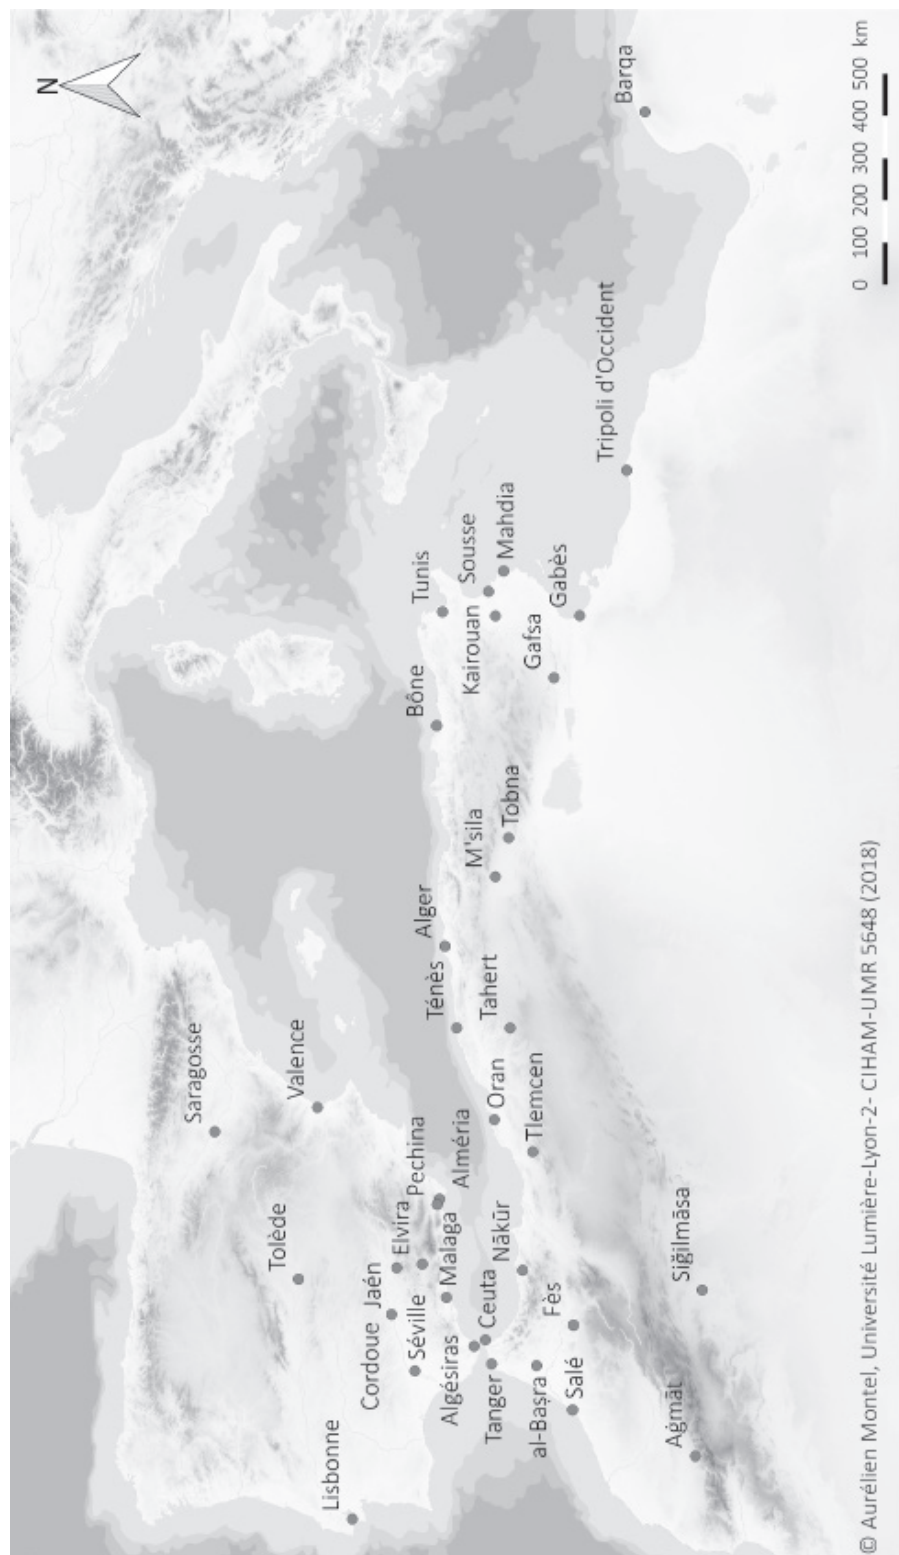 N
Saragosse
Valence
Tolède
Lisbonne
Cordoue
Jaén
Elvira
Pechina
Séville
Malaga
Alméria
Algésiras
Ceuta
Tanger
Nākūr
al-Baṣra
Fès
Salé
Aġmāt
Siğilmāsa
Tlemcen
Oran
Tahert
Ténès
Alger
M'sila
Tobna
Bône
Tunis
Kairouan
Sousse
Mahdia
Gafsa
Gabès
Tripoli d'Occident
Barqa
0 100 200 300 400 500 km
© Aurélien Montel, Université Lumière-Lyon-2- CIHAM-UMR 5648 (2018)